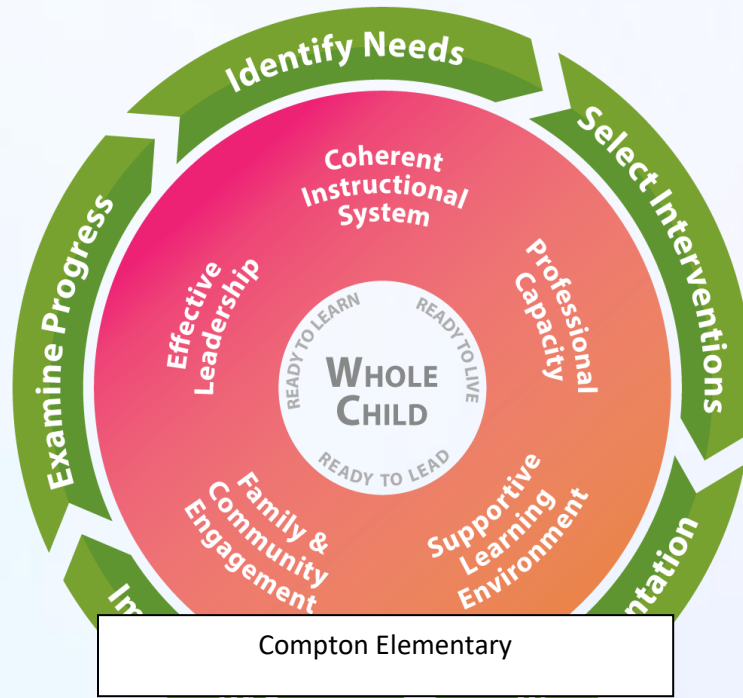 Identify Needs
Select Interventions
Examine Progress
Coherent
Instructional
System
Effective
Leadership
Professional
Capacity
READY TO LEARN
READY TO LIVE
WHOLE
CHILD
READY TO LEAD
Family &
Community
Engagement
Supportive
Learning
Environment
Compton Elementary